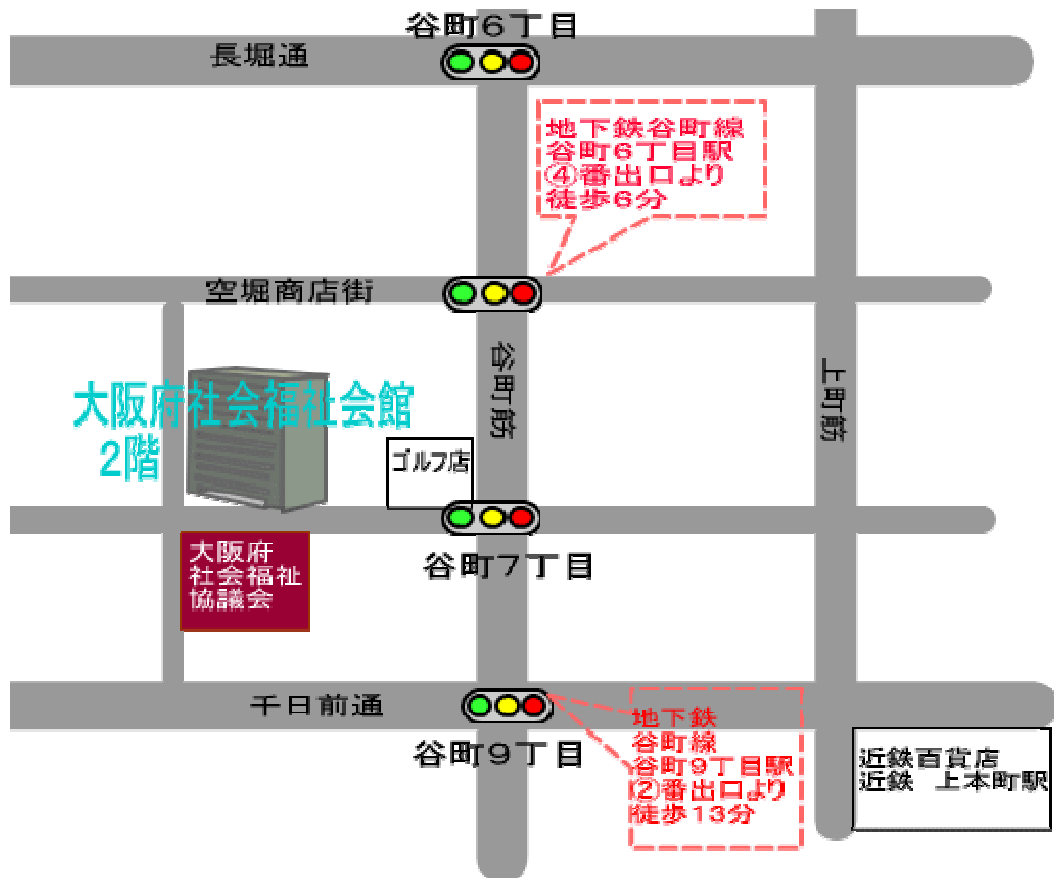 谷町6丁目
長堀通
地下鉄谷町線
谷町6丁目駅
④番出口より
徒歩6分
空堀商店街
谷町筋
上町筋
大阪府社会福祉会館
2階
ゴルフ店
谷町7丁目
大阪府
社会福祉
協議会
千日前通
谷町9丁目
地下鉄
谷町線
谷町9丁目駅
②番出口より
徒歩13分
近鉄百貨店
近鉄 上本町駅